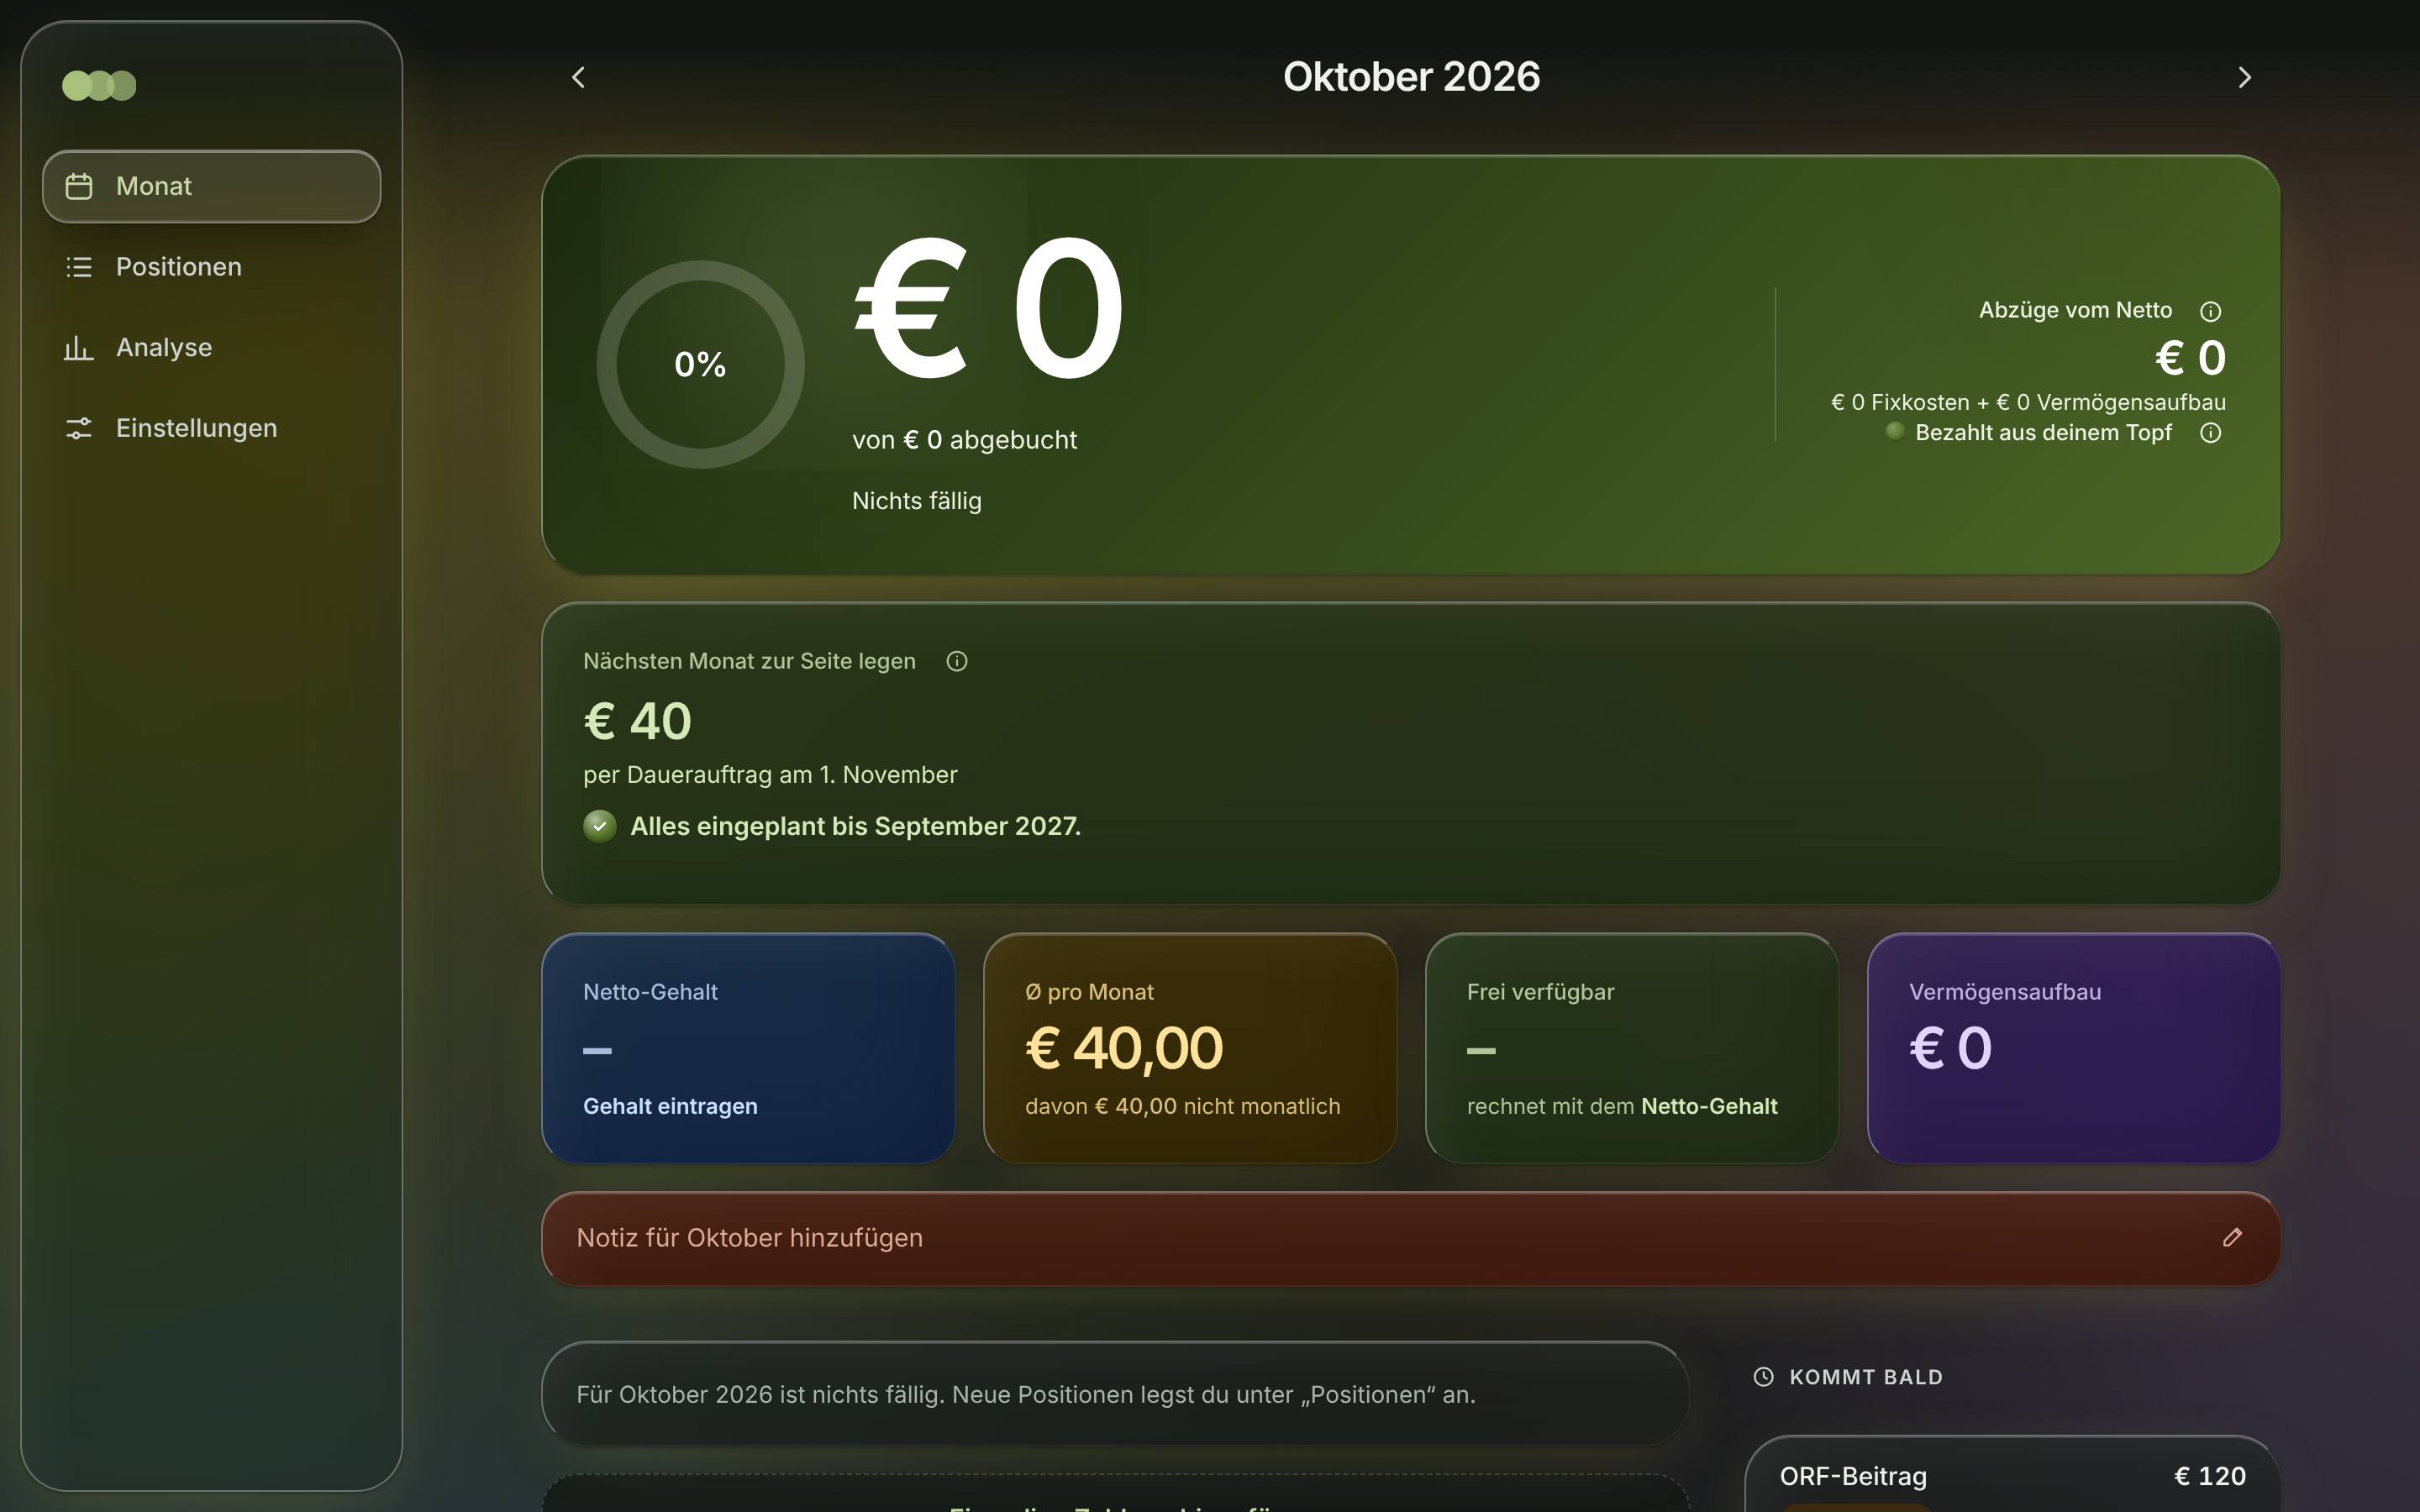 Oktober 2026
Monat
Positionen
Analyse
Einstellungen
0%
€ 0
von € 0 abgebucht
Nichts fällig
Abzüge vom Netto
€ 0
€ 0 Fixkosten + € 0 Vermögensaufbau
Bezahlt aus deinem Topf
Nächsten Monat zur Seite legen
€ 40
per Dauerauftrag am 1. November
Alles eingeplant bis September 2027.
Netto-Gehalt
–
Gehalt eintragen
Ø pro Monat
€ 40,00
davon € 40,00 nicht monatlich
Frei verfügbar
–
rechnet mit dem Netto-Gehalt
Vermögensaufbau
€ 0
Notiz für Oktober hinzufügen
Für Oktober 2026 ist nichts fällig. Neue Positionen legst du unter „Positionen“ an.
KOMMT BALD
ORF-Beitrag
€ 120